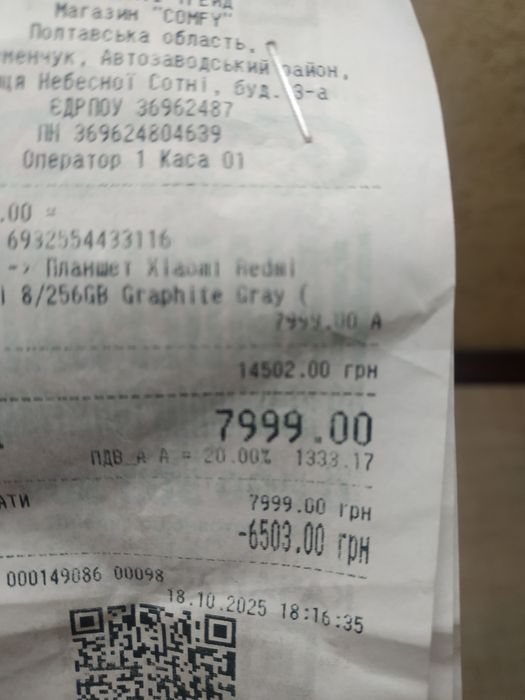 Магазин "COMFY"
Полтавська область,
менчук, Автозаводський район,
Небесної Сотні, буд. 3-а
ЄДРПОУ 36962487
ПН 369624804639
Оператор 1 Каса 01
.00 =
6932554433116
-> Планшет Xiaomi Redmi
8/256GB Graphite Gray (
7999.00 А
14502.00 грн
7999.00
ПДВ_А А = 20.00% 1333.17
АТИ 7999.00 грн
-6503.00 грн
000149086 00098
18.10.2025 18:16:35